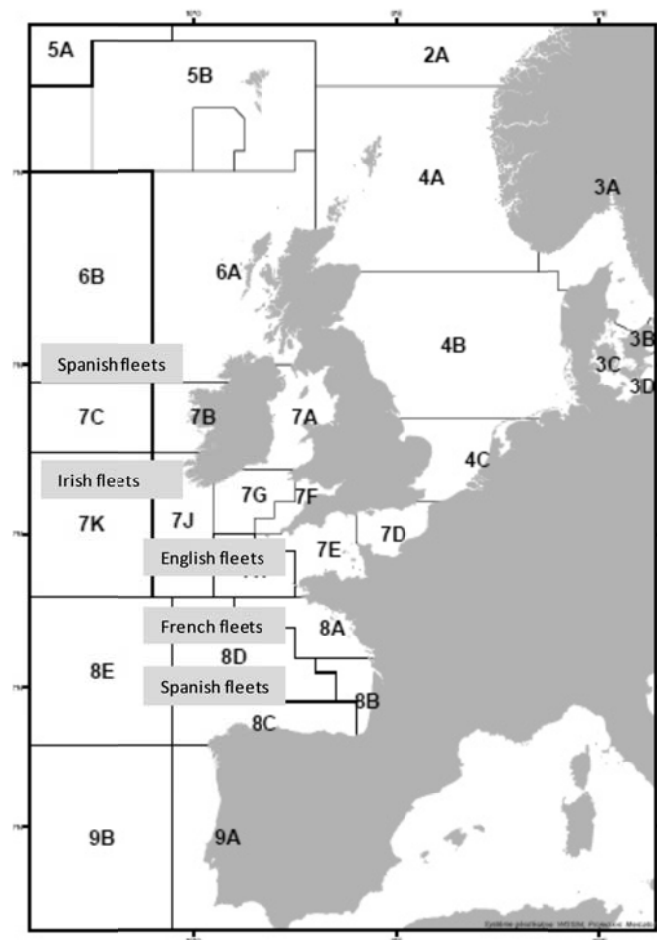 5A
5B
2A
4A
3A
6B
6A
4B
3B
3C
3D
Spanish fleets
7C
7B
7A
4C
Irish fleets
7G
7F
7K
7J
7E
7D
English fleets
French fleets
8A
8E
8D
Spanish fleets
8B
8C
9B
9A